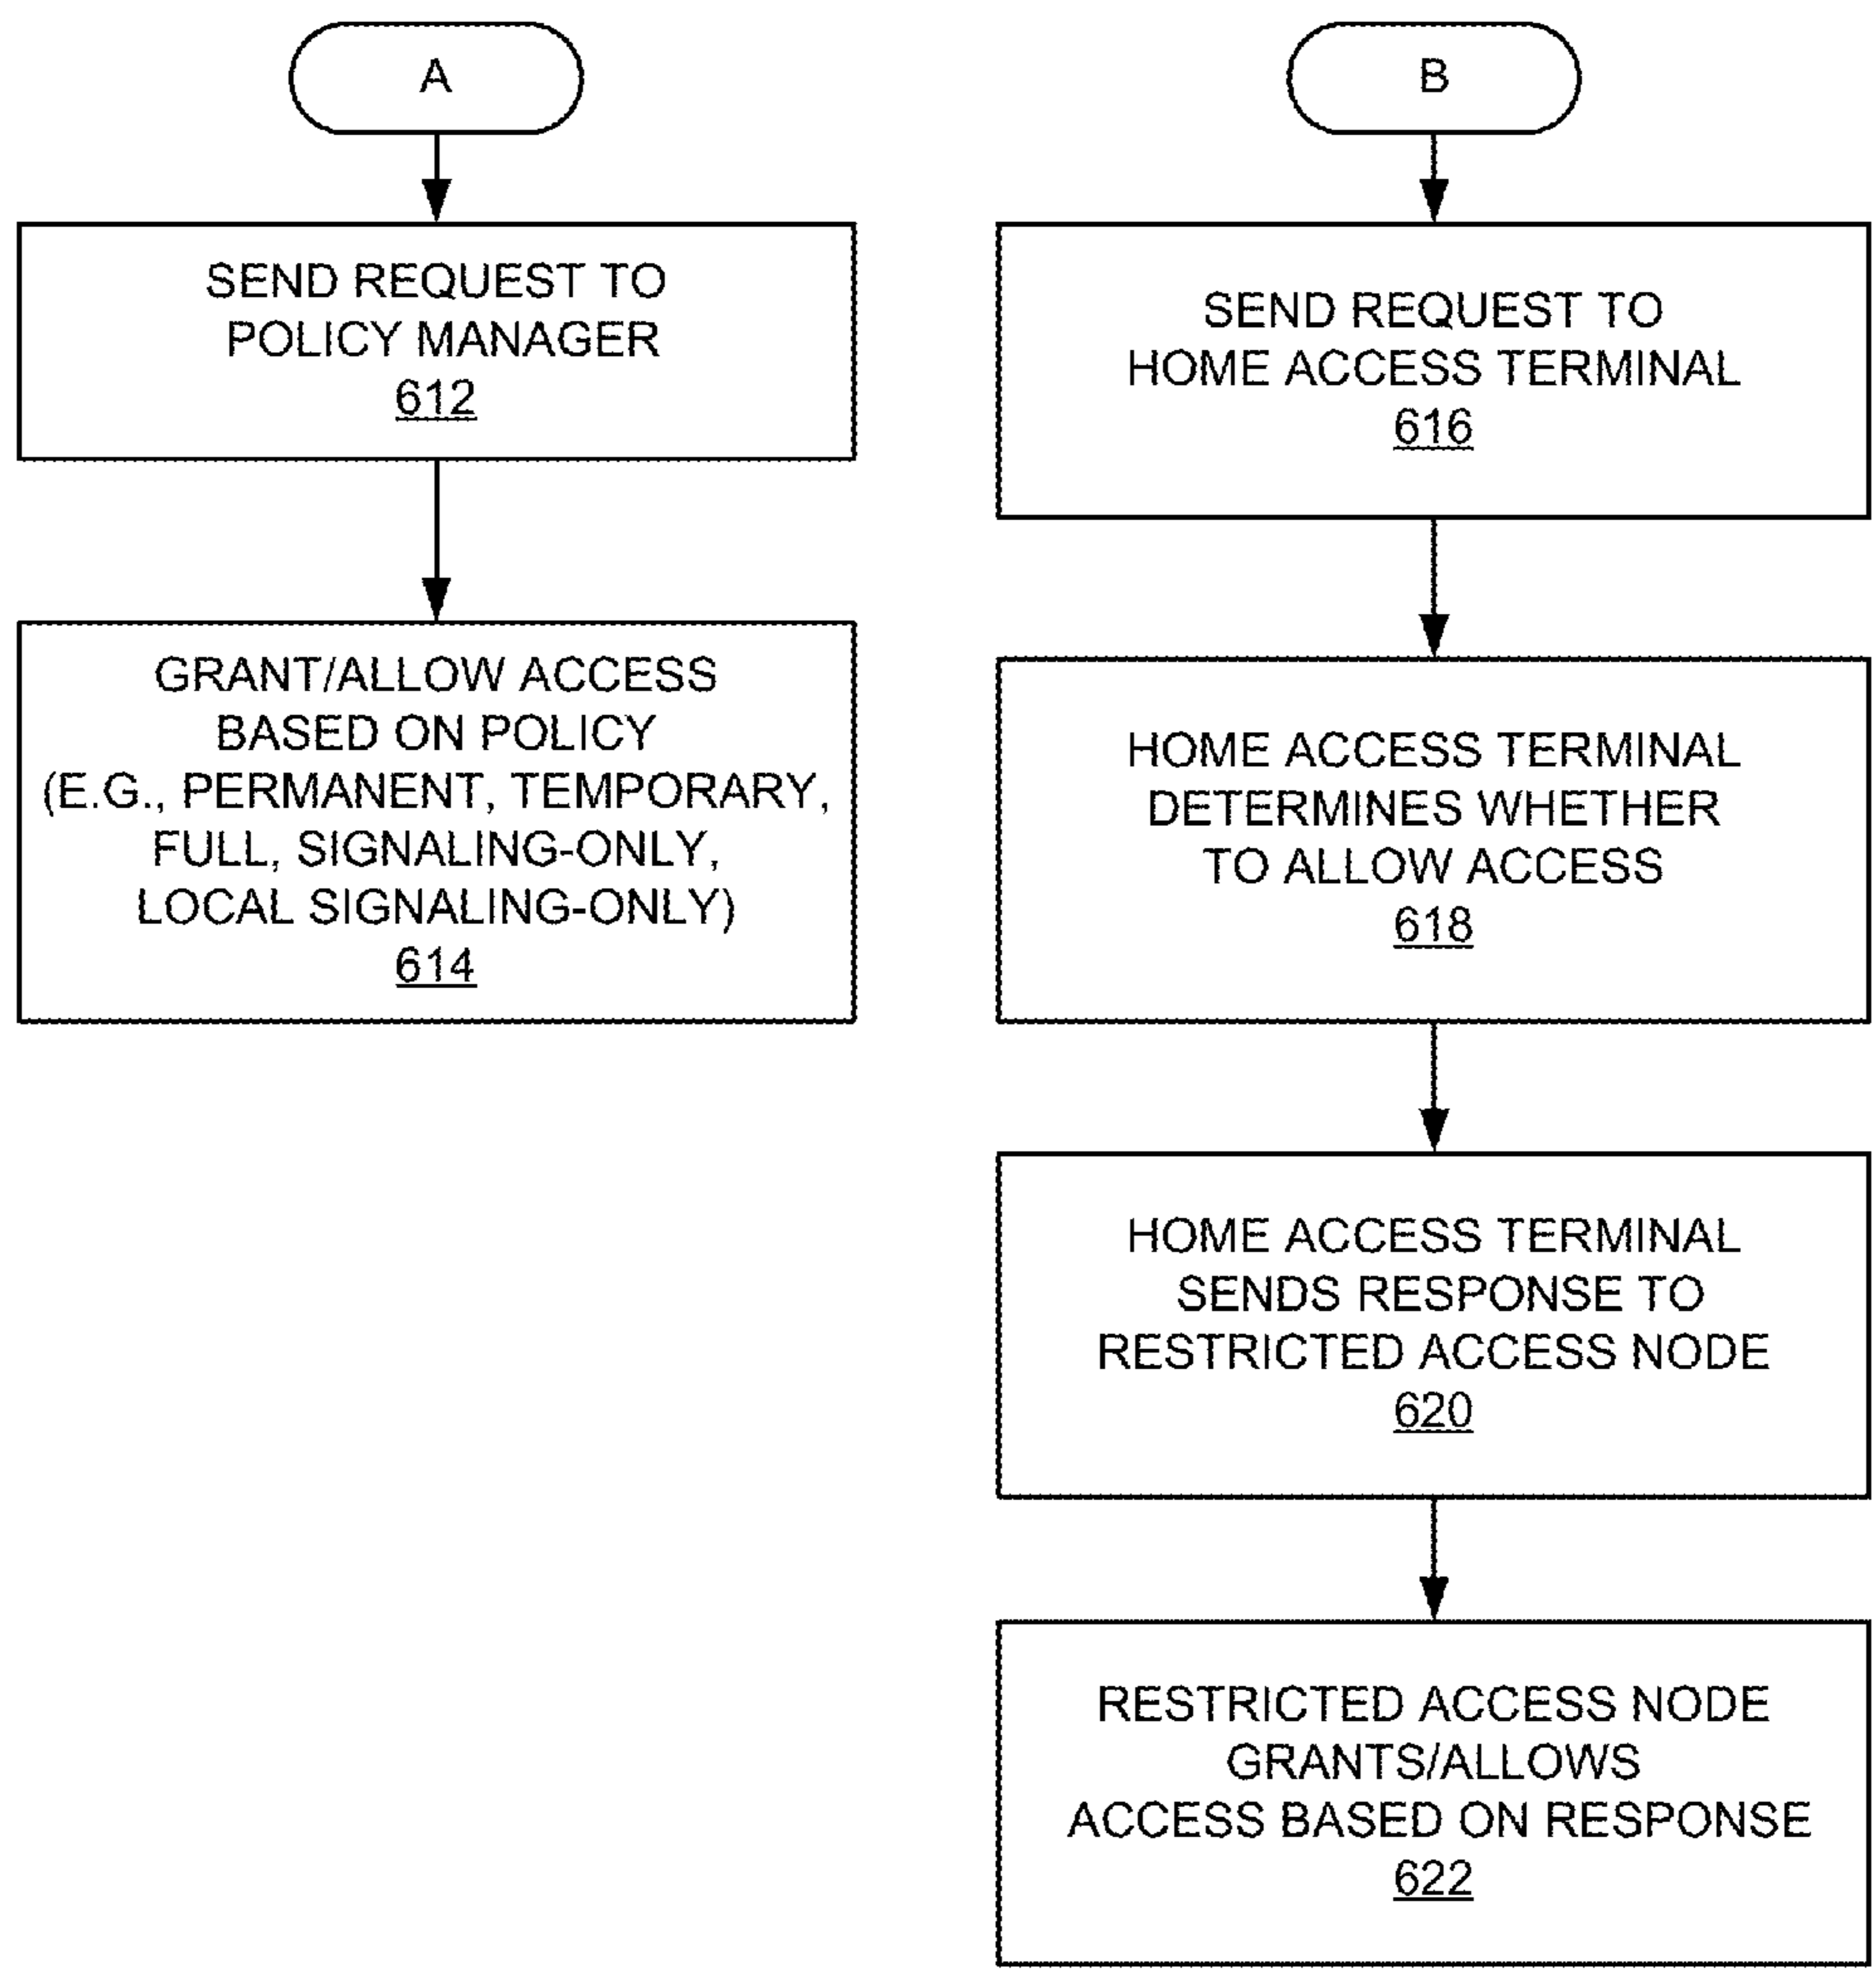 A
SEND REQUEST TO
POLICY MANAGER
612
GRANT/ALLOW ACCESS
BASED ON POLICY
(E.G., PERMANENT, TEMPORARY,
FULL, SIGNALING-ONLY,
LOCAL SIGNALING-ONLY)
614
B
SEND REQUEST TO
HOME ACCESS TERMINAL
616
HOME ACCESS TERMINAL
DETERMINES WHETHER
TO ALLOW ACCESS
618
HOME ACCESS TERMINAL
SENDS RESPONSE TO
RESTRICTED ACCESS NODE
620
RESTRICTED ACCESS NODE
GRANTS/ALLOWS
ACCESS BASED ON RESPONSE
622